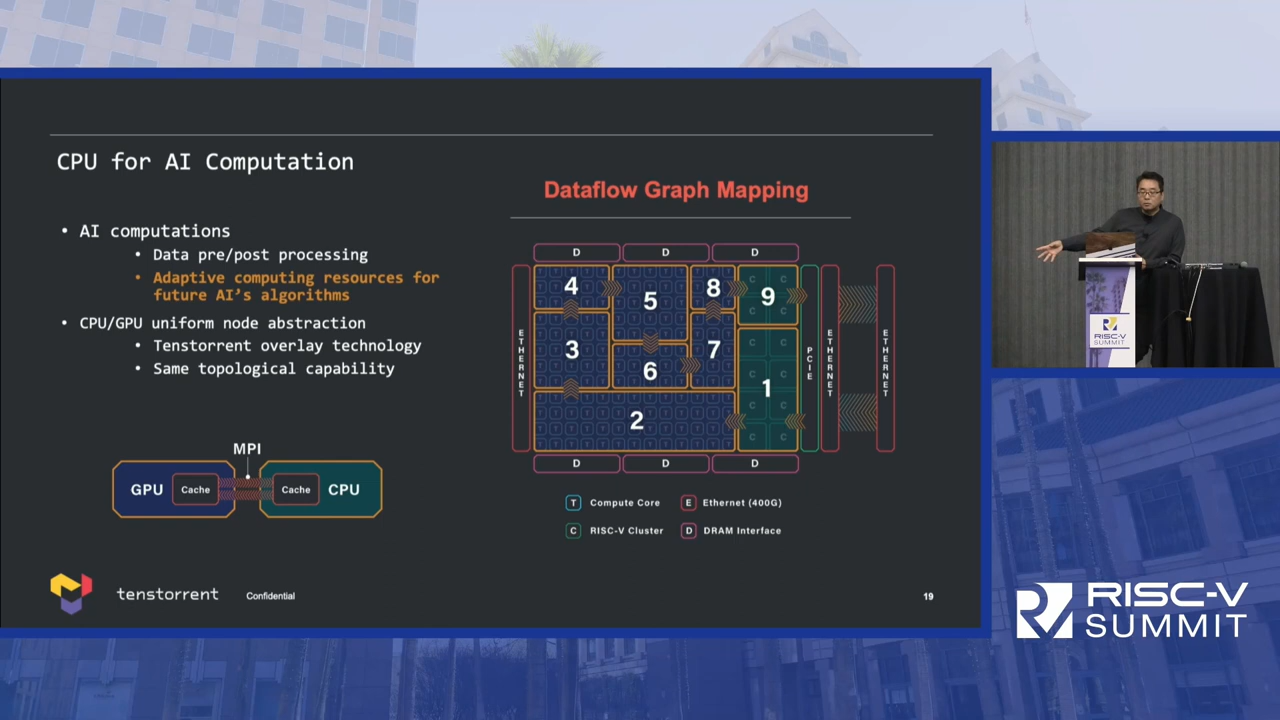 CPU for AI Computation
• AI computations
• Data pre/post processing
• Adaptive computing resources for
future AI's algorithms
• CPU/GPU uniform node abstraction
• Tenstorrent overlay technology
• Same topological capability
MPI
GPU Cache Cache CPU
Dataflow Graph Mapping
D D D
4 5 8 9
3 6 7 1
2
ETHERNET
PCIE
ETHERNET
ETHERNET
D D D
T Compute Core E Ethernet (400G)
C RISC-V Cluster D DRAM Interface
tenstorrent Confidential
19
RISC-V
SUMMIT
RISC-V
SUMMIT